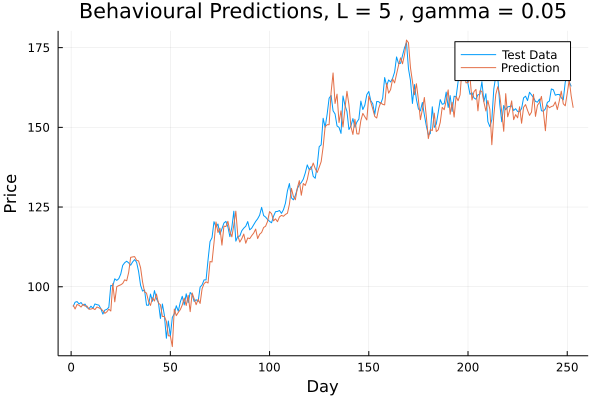 Behavioural Predictions, L = 5 , gamma = 0.05
175
150
125
100
Price
0
50
100
150
200
250
Day
Test Data
Prediction